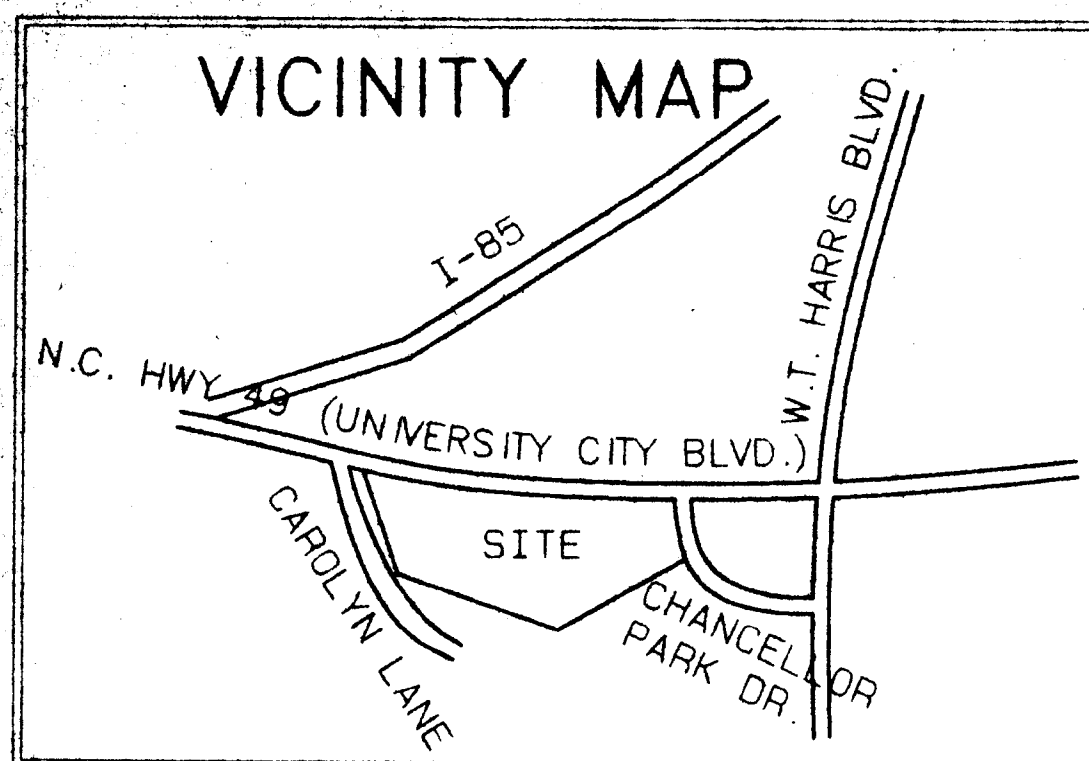 VICINITY MAP
I-85
W.T. HARRIS BLVD.
N.C. HWY 49 (UNIVERSITY CITY BLVD.)
SITE
CAROLYN LANE
CHANCELLOR
PARK DR.